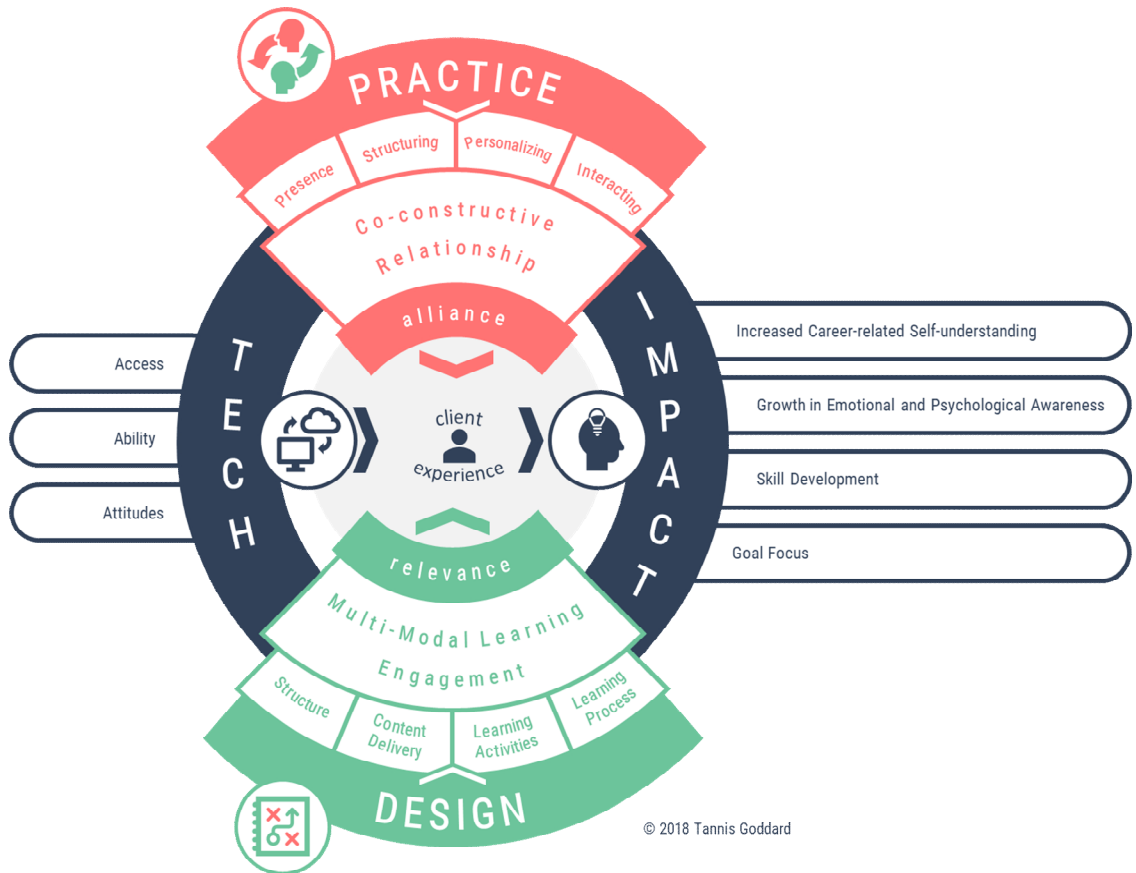 PRACTICE
Presence
Structuring
Personalizing
Interacting
Co-constructive
Relationship
alliance
TECH
Access
Ability
Attitudes
client
experience
IMPACT
Increased Career-related Self-understanding
Growth in Emotional and Psychological Awareness
Skill Development
Goal Focus
relevance
Multi-Modal Learning
Engagement
Structure
Content
Delivery
Learning
Activities
Learning
Process
DESIGN
© 2018 Tannis Goddard